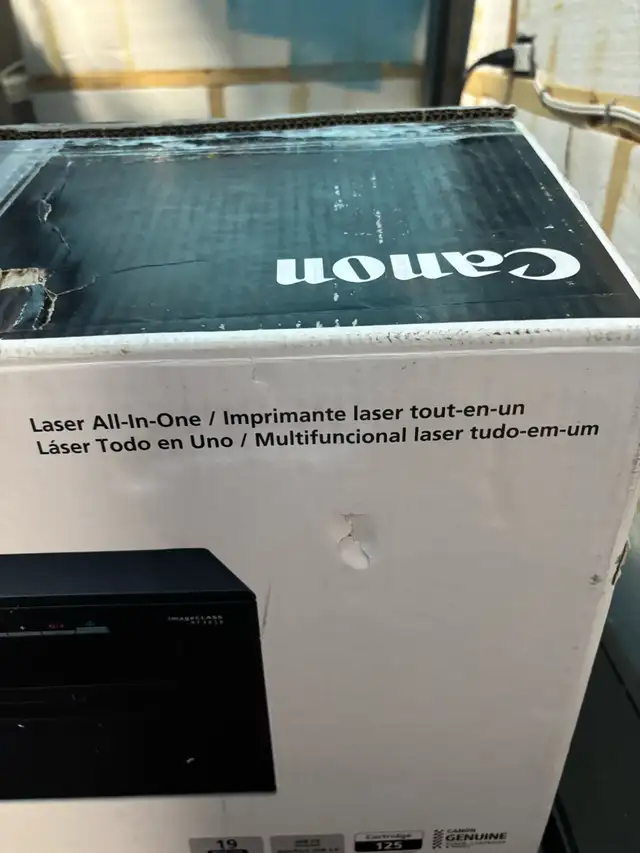 Canon
Laser All-In-One / Imprimante laser tout-en-un
Láser Todo en Uno / Multifuncional laser tudo-em-um
imageCLASS
19
Cartridge
125
CANON
GENUINE